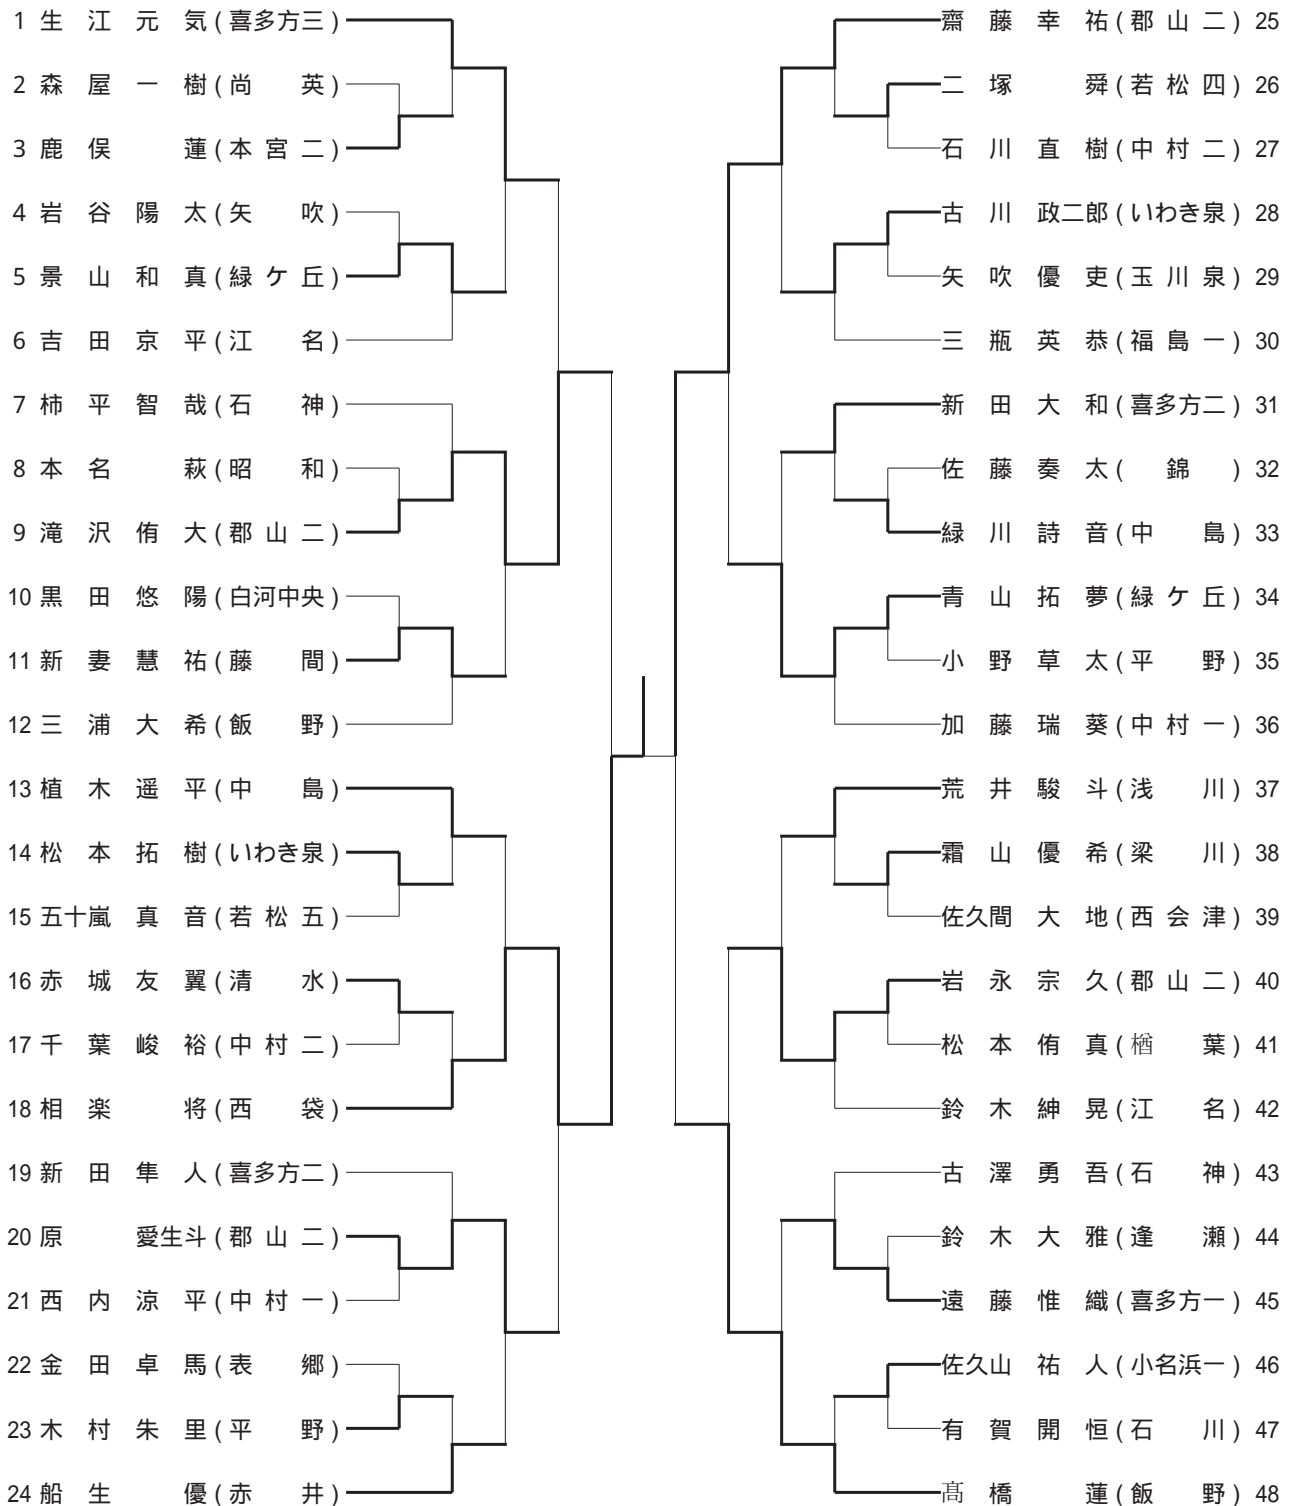 1 生江元気(喜多方三)
2 森屋一樹(尚英)
3 鹿俣蓮(本宮二)
4 岩谷陽太(矢吹)
5 景山和真(緑ケ丘)
6 吉田京平(江名)
7 柿平智哉(石神)
8 本名萩(昭和)
9 滝沢侑大(郡山二)
10 黒田悠陽(白河中央)
11 新妻慧祐(藤間)
12 三浦大希(飯野)
13 植木遥平(中島)
14 松本拓樹(いわき泉)
15 五十嵐真音(若松五)
16 赤城友翼(清水)
17 千葉峻裕(中村二)
18 相楽将(西袋)
19 新田隼人(喜多方二)
20 原愛生斗(郡山二)
21 西内涼平(中村一)
22 金田卓馬(表郷)
23 木村朱里(平野)
24 船生優(赤井)
齋藤幸祐(郡山二) 25
二塚舜(若松四) 26
石川直樹(中村二) 27
古川政二郎(いわき泉) 28
矢吹優吏(玉川泉) 29
三瓶英恭(福島一) 30
新田大和(喜多方二) 31
佐藤奏太(錦) 32
緑川詩音(中島) 33
青山拓夢(緑ケ丘) 34
小野草太(平野) 35
加藤瑞葵(中村一) 36
荒井駿斗(浅川) 37
霜山優希(梁川) 38
佐久間大地(西会津) 39
岩永宗久(郡山二) 40
松本侑真(楢葉) 41
鈴木紳晃(江名) 42
古澤勇吾(石神) 43
鈴木大雅(逢瀬) 44
遠藤惟織(喜多方一) 45
佐久山祐人(小名浜一) 46
有賀開恒(石川) 47
髙橋蓮(飯野) 48